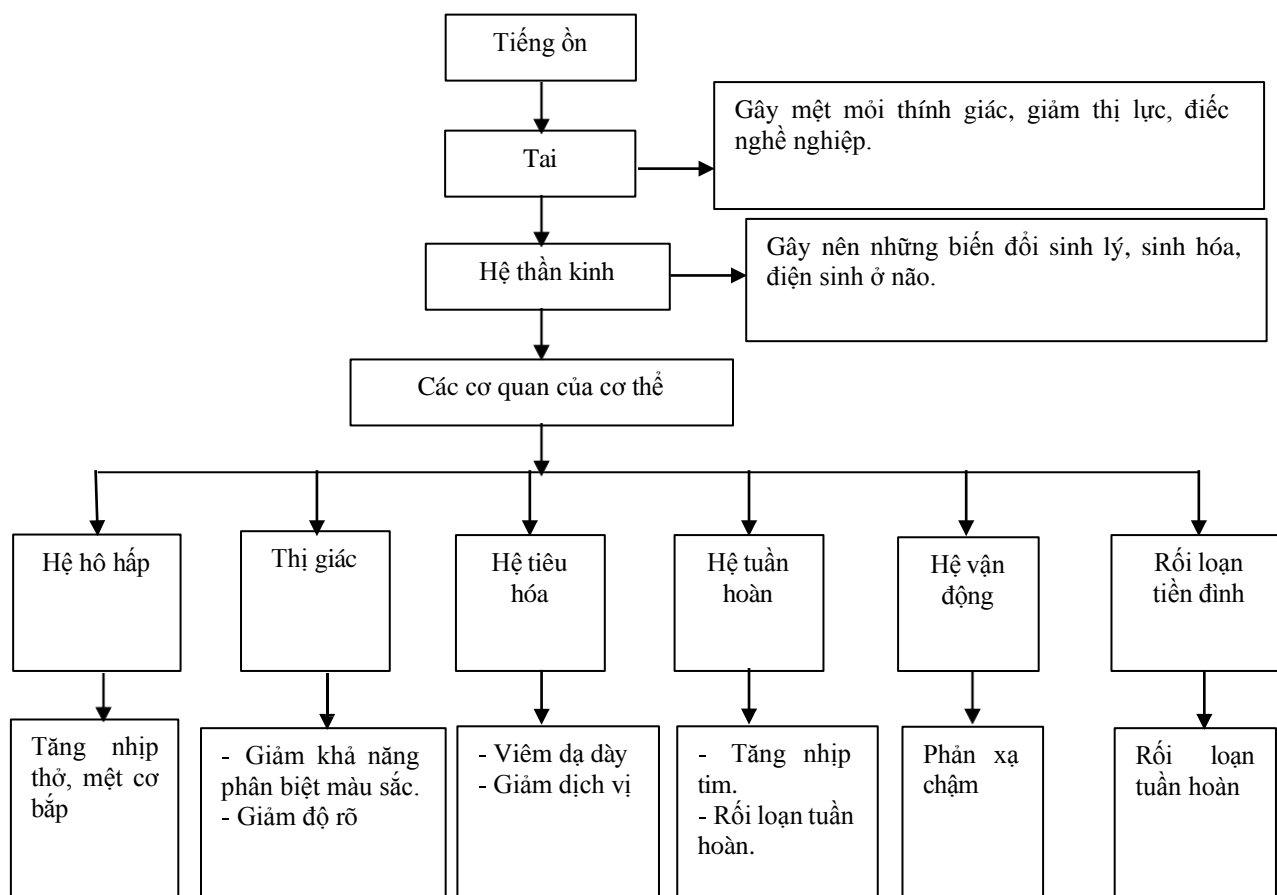 Tiếng ồn
Gây mệt mỏi thính giác, giảm thị lực, điếc
nghề nghiệp.
Tai
Gây nên những biến đổi sinh lý, sinh hóa,
điện sinh ở não.
Hệ thần kinh
Các cơ quan của cơ thể
Hệ hô hấp
Thị giác
Hệ tiêu
hóa
Hệ tuần
hoàn
Hệ vận
động
Rối loạn
tiền đình
Tăng nhịp
thở, mệt cơ
bắp
- Giảm khả năng
phân biệt màu sắc.
- Giảm độ rõ
- Viêm dạ dày
- Giảm dịch vị
- Tăng nhịp
tim.
- Rối loạn tuần
hoàn.
Phản xạ
chậm
Rối loạn
tuần hoàn